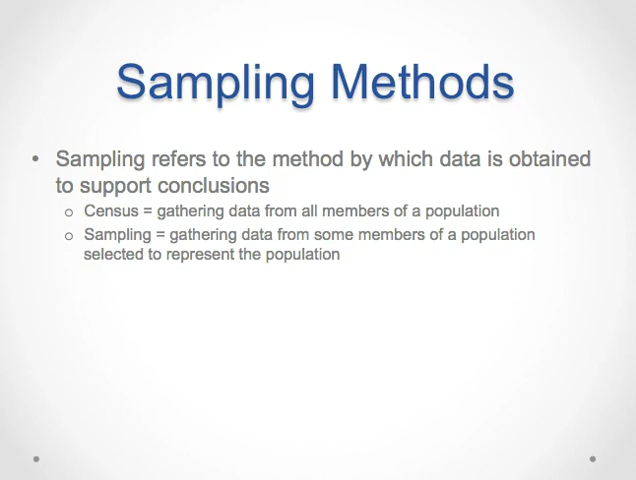 Sampling Methods
• Sampling refers to the method by which data is obtained
to support conclusions
o Census = gathering data from all members of a population
o Sampling = gathering data from some members of a population
selected to represent the population